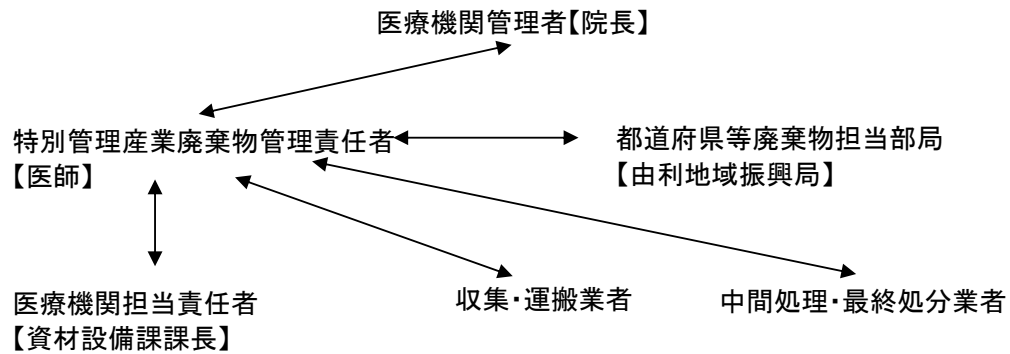 医療機関管理者【院長】
特別管理産業廃棄物管理責任者
【医師】
都道府県等廃棄物担当部局
【由利地域振興局】
医療機関担当責任者
【資材設備課課長】
収集・運搬業者
中間処理・最終処分業者